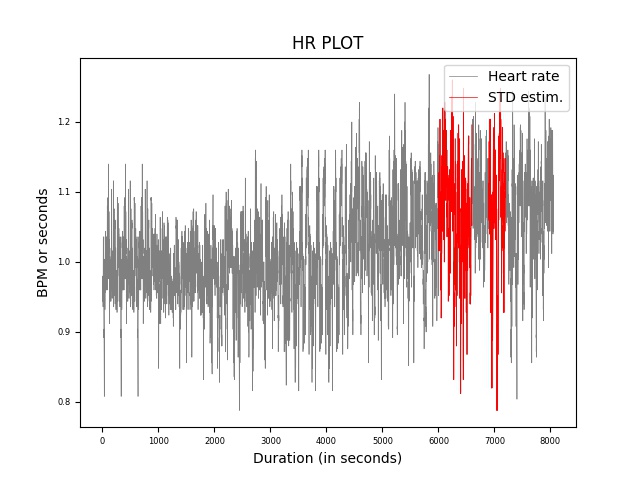 HR PLOT
Heart rate
STD estim.
BPM or seconds
1.2
1.1
1.0
0.9
0.8
0 1000 2000 3000 4000 5000 6000 7000 8000
Duration (in seconds)